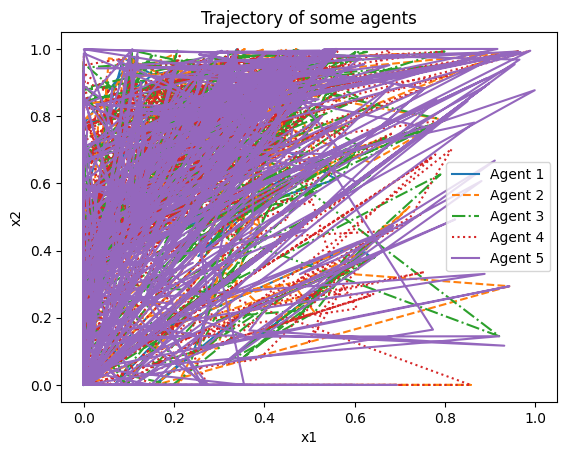 Trajectory of some agents
1.0
0.8
0.6
0.4
0.2
0.0
x2
Agent 1
Agent 2
Agent 3
Agent 4
Agent 5
0.0 0.2 0.4 0.6 0.8 1.0
x1